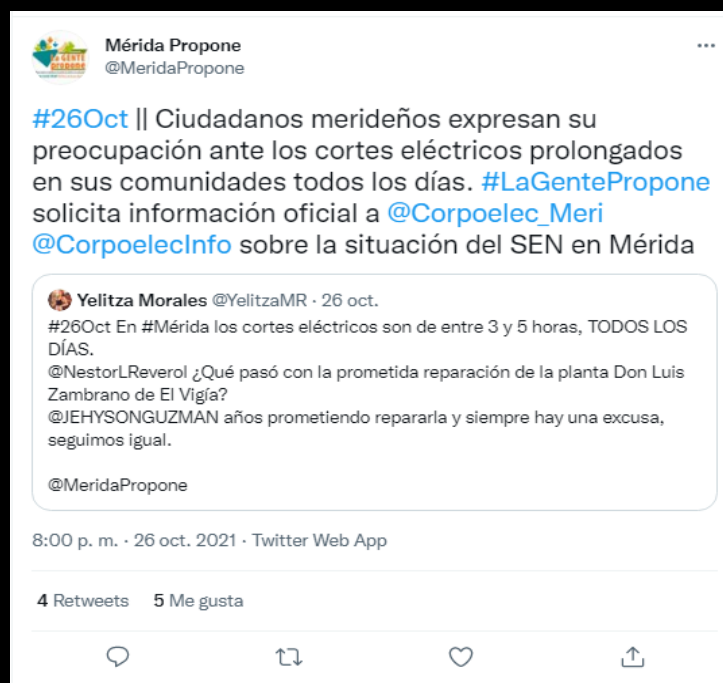 Mérida Propone
@MeridaPropone
#26Oct || Ciudadanos merideños expresan su
preocupación ante los cortes eléctricos prolongados
en sus comunidades todos los días. #LaGentePropone
solicita información oficial a @Corpoelec_Meri
@CorpoelecInfo sobre la situación del SEN en Mérida
Yelitza Morales @YelitzaMR · 26 oct.
#26Oct En #Mérida los cortes eléctricos son de entre 3 y 5 horas, TODOS LOS
DÍAS.
@NestorLReverol ¿Qué pasó con la prometida reparación de la planta Don Luis
Zambrano de El Vigía?
@JEHYSONGUZMAN años prometiendo repararla y siempre hay una excusa,
seguimos igual.
@MeridaPropone
8:00 p. m. · 26 oct. 2021 · Twitter Web App
4 Retweets 5 Me gusta